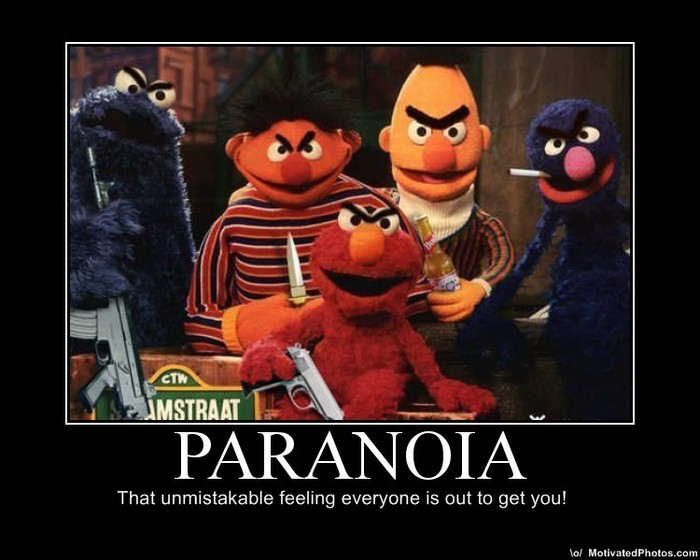 CTW
AMSTRAAT
PARANOIA
That unmistakable feeling everyone is out to get you!
\o/ MotivatedPhotos.com